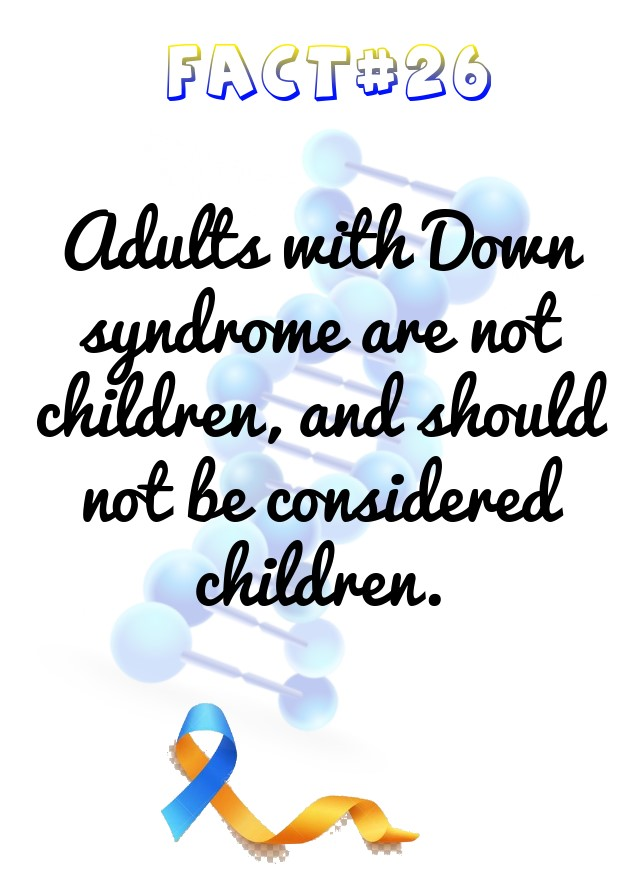 FACT#26
Adults with Down
syndrome are not
children, and should
not be considered
children.